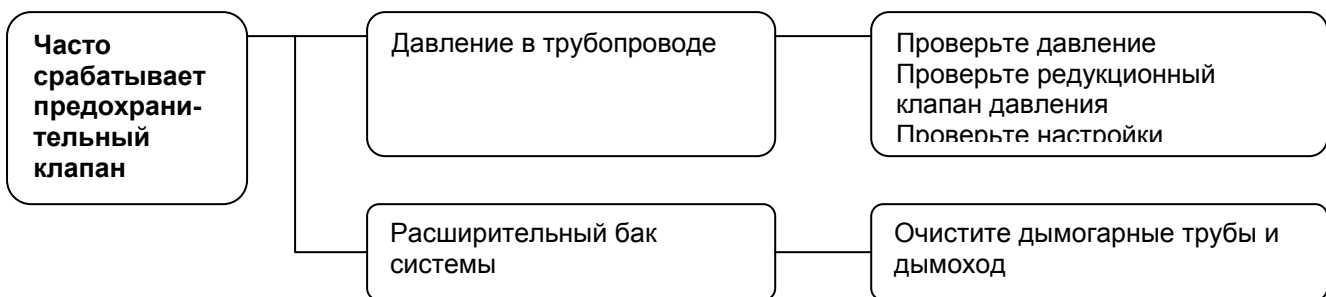 Часто
срабатывает
предохрани-
тельный
клапан
Давление в трубопроводе
Проверьте давление
Проверьте редукционный
клапан давления
Проверьте настройки
Расширительный бак
системы
Очистите дымогарные трубы и
дымоход